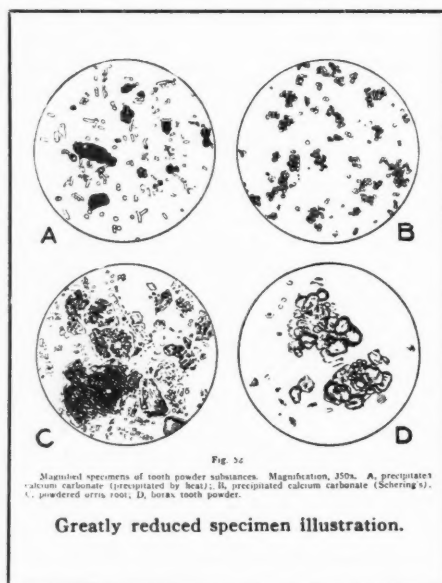 A
B
C
D
Fig. 52
Magnified specimens of tooth powder substances. Magnification, 350x. A, precipitated
calcium carbonate (precipitated by heat); B, precipitated calcium carbonate (Schering's),
C, powdered orris root; D, borax tooth powder.
Greatly reduced specimen illustration.